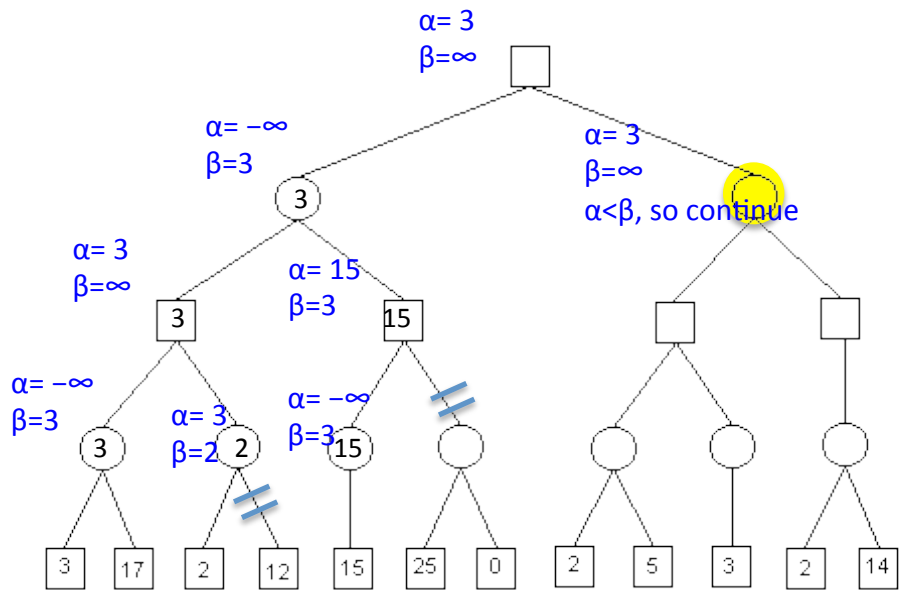 α= 3
β=∞
α= −∞
β=3
α= 3
β=∞
α<β, so continue
3
α= 3
β=∞
α= 15
β=3
3
15
α= −∞
β=3
α= 3
β=2
α= −∞
β=3
3
2
15
3
17
2
12
15
25
0
2
5
3
2
14